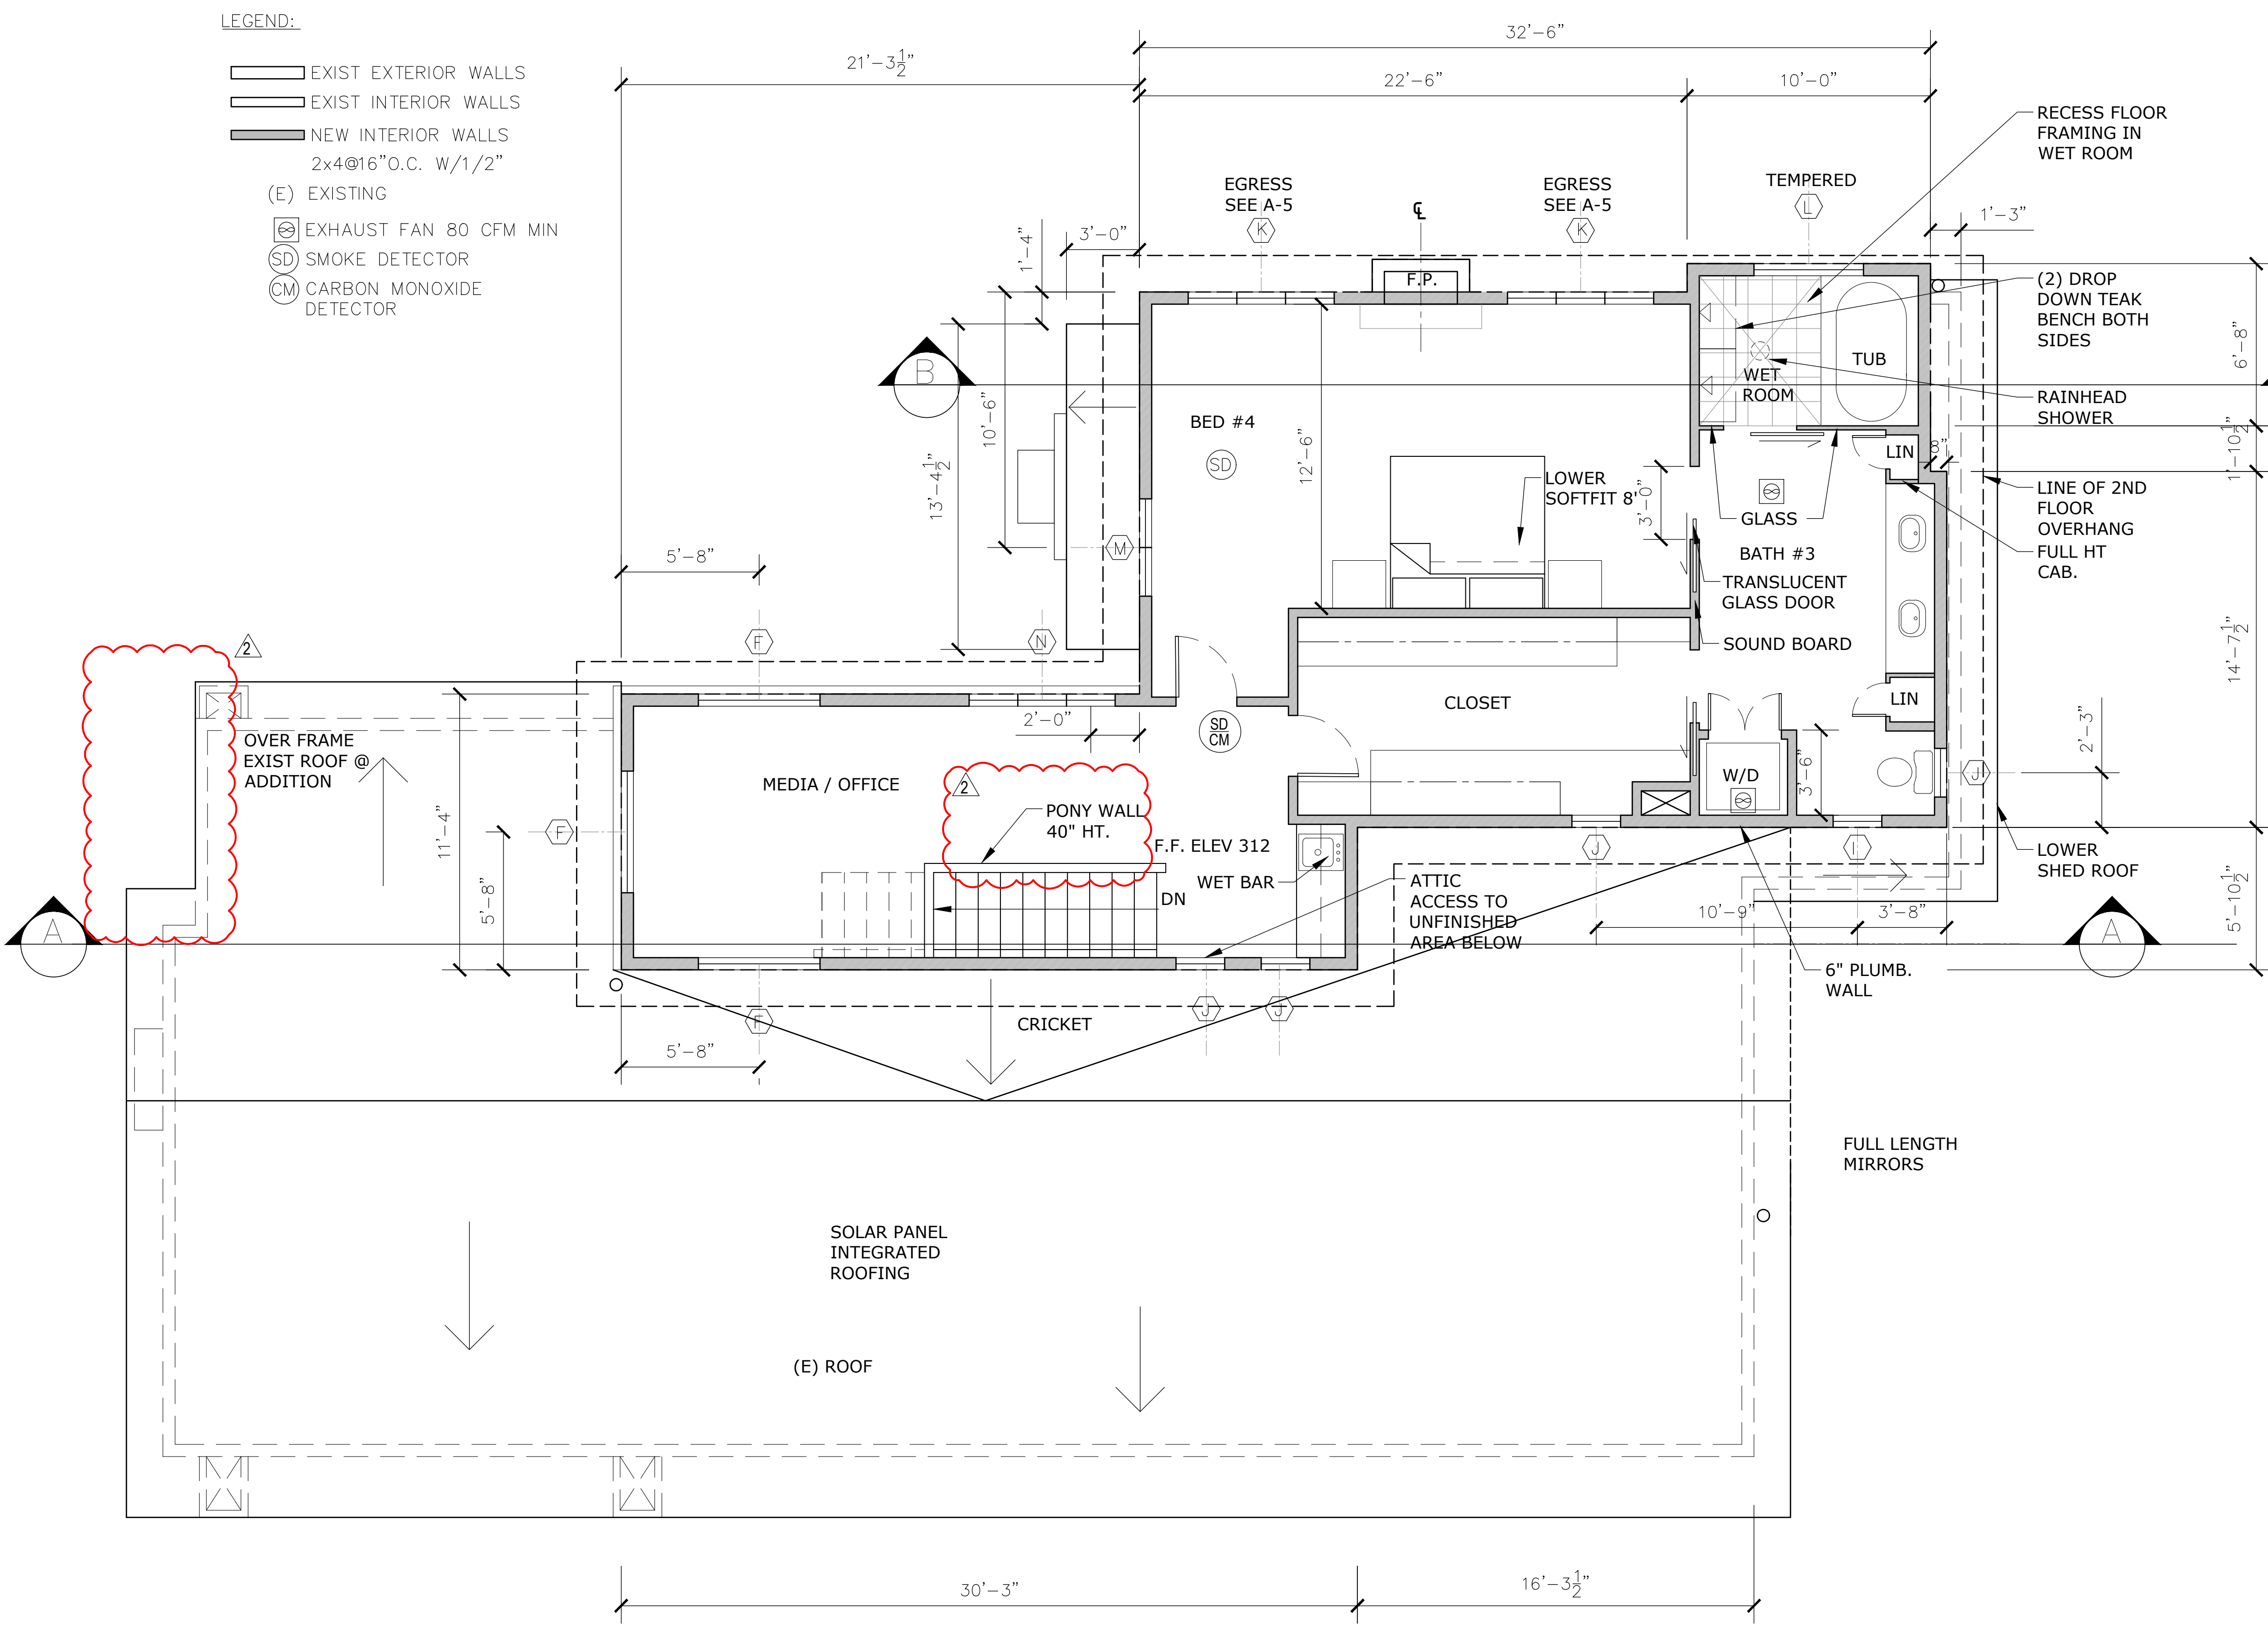 LEGEND:
EXIST EXTERIOR WALLS
EXIST INTERIOR WALLS
NEW INTERIOR WALLS
2x4@16”O.C. W/1/2”
(E) EXISTING
EXHAUST FAN 80 CFM MIN
SD SMOKE DETECTOR
CM CARBON MONOXIDE
DETECTOR
32’–6”
21’–3 1/2”
22’–6”
10’–0”
RECESS FLOOR
FRAMING IN
WET ROOM
EGRESS
SEE A-5
K
EGRESS
SEE A-5
K
TEMPERED
L
1’–3”
1’–4”
3’–0”
F.P.
(2) DROP
DOWN TEAK
BENCH BOTH
SIDES
6’–8”
B
10’–6”
13’–4 1/2”
BED #4
SD
12’–6”
WET
ROOM
TUB
RAINHEAD
SHOWER
1’–10 1/2”
LIN
8”
LOWER
SOFTFIT 8'
3’–0”
GLASS
LINE OF 2ND
FLOOR
OVERHANG
FULL HT
CAB.
M
BATH #3
TRANSLUCENT
GLASS DOOR
SOUND BOARD
5’–8”
F
N
2
14’–7 1/2”
CLOSET
LIN
2’–0”
SD
CM
2’–3”
OVER FRAME
EXIST ROOF @
ADDITION
MEDIA / OFFICE
2
PONY WALL
40" HT.
W/D
3’–6”
J
11’–4”
F
F.F. ELEV 312
J
I
LOWER
SHED ROOF
5’–8”
WET BAR
DN
ATTIC
ACCESS TO
UNFINISHED
AREA BELOW
10’–9”
3’–8”
5’–10 1/2”
A
A
6" PLUMB.
WALL
F
J
J
CRICKET
5’–8”
FULL LENGTH
MIRRORS
SOLAR PANEL
INTEGRATED
ROOFING
(E) ROOF
30’–3”
16’–3 1/2”